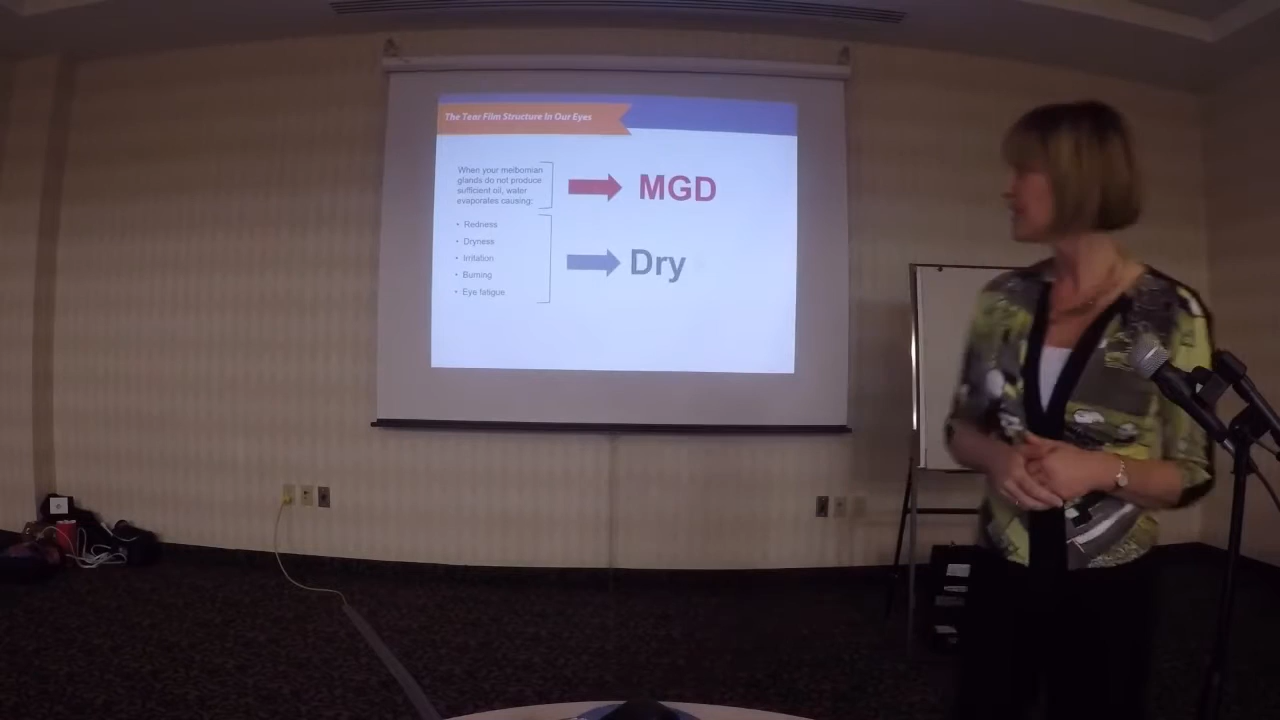 The Tear Film Structure In Our Eyes
When your meibomian
glands do not produce
sufficient oil, water
evaporates causing:
MGD
• Redness
• Dryness
• Irritation
• Burning
• Eye fatigue
Dry